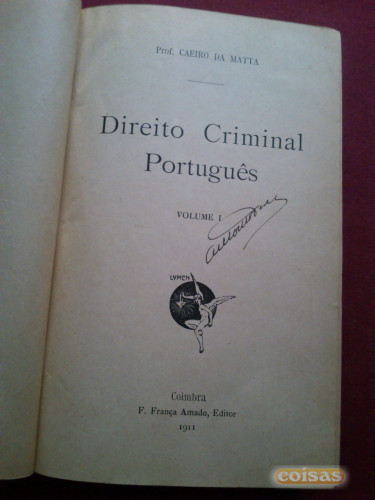 Prof. CAEIRO DA MATTA
Direito Criminal
Português
VOLUME I
LVMEN
Coimbra
F. França Amado, Editor
1911
coisas